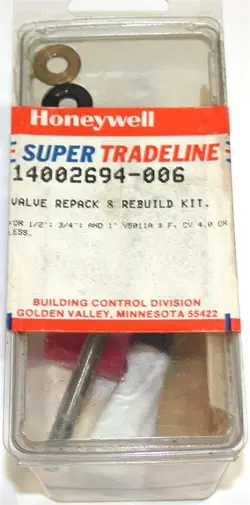 Honeywell
SUPER TRADELINE
14002694-006
VALVE REPACK & REBUILD KIT.
FOR 1/2"; 3/4"; AND 1" V5011A & F. CV 4.0 OR
LESS.
BUILDING CONTROL DIVISION
GOLDEN VALLEY, MINNESOTA 55422